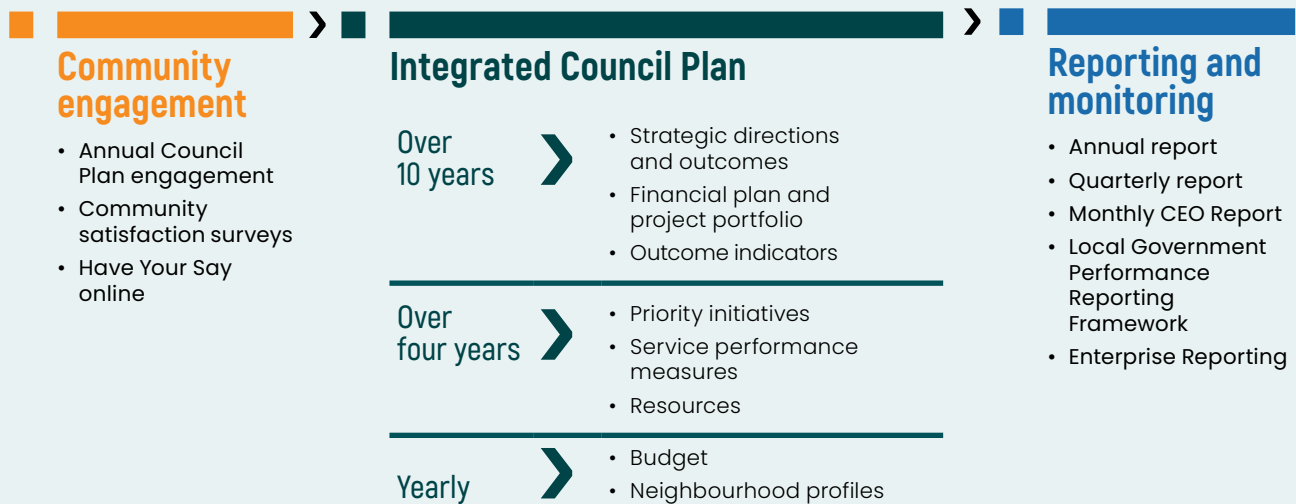 Community
engagement
• Annual Council
Plan engagement
• Community
satisfaction surveys
• Have Your Say
online
Integrated Council Plan
Over
10 years
• Strategic directions
and outcomes
• Financial plan and
project portfolio
• Outcome indicators
Over
four years
• Priority initiatives
• Service performance
measures
• Resources
Yearly
• Budget
• Neighbourhood profiles
Reporting and
monitoring
• Annual report
• Quarterly report
• Monthly CEO Report
• Local Government
Performance
Reporting
Framework
• Enterprise Reporting